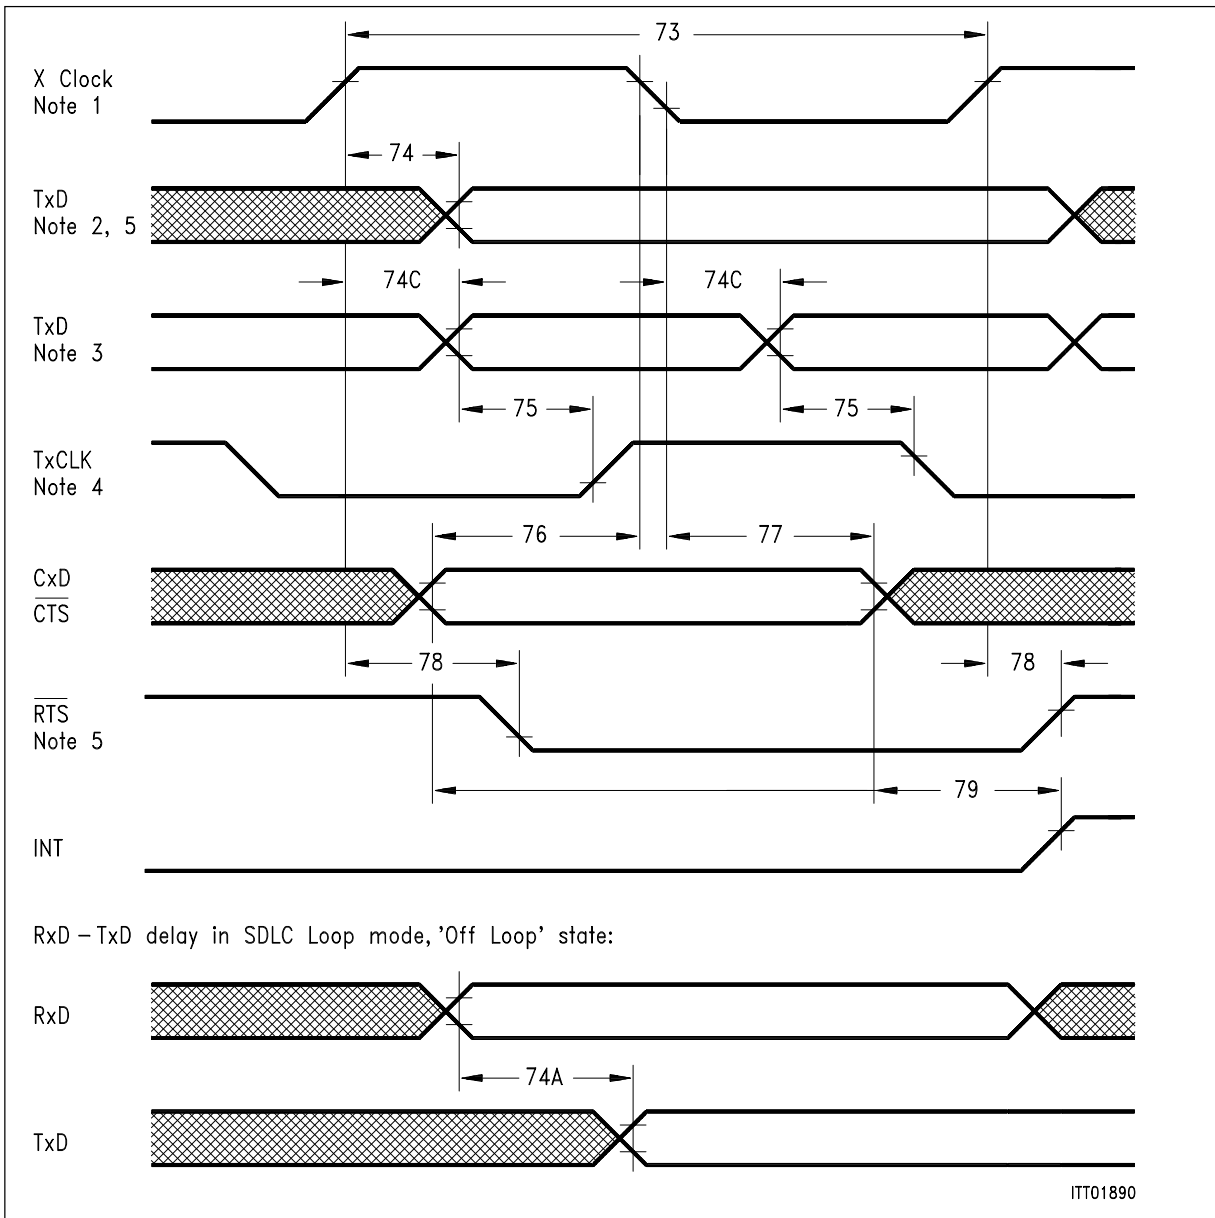 73
X Clock
Note 1
74
TxD
Note 2, 5
74C 74C
TxD
Note 3
75 75
TxCLK
Note 4
76 77
CxD
CTS
78 78
RTS
Note 5
79
INT
RxD – TxD delay in SDLC Loop mode, 'Off Loop' state:
RxD
74A
TxD
ITT01890